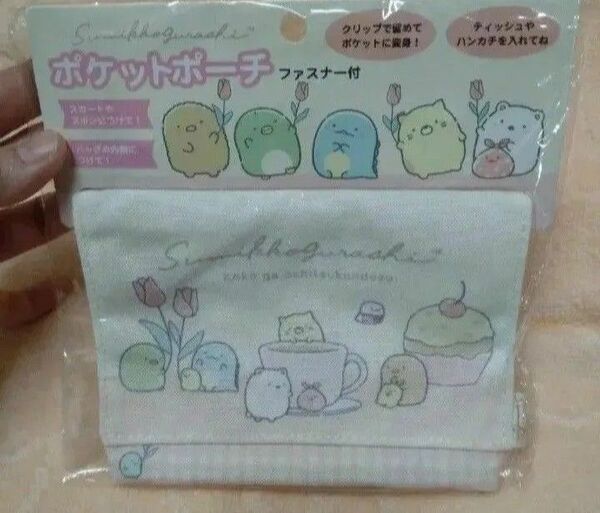 Sumikkogurashi™
ポケットポーチ ファスナー付
クリップで留めて
ポケットに変身！
ティッシュや
ハンカチを入れてね
スカートや
ズボンにつけて！
バッグの内側に
つけて！
Sumikkogurashi™
koko ga ochitsukundesu.